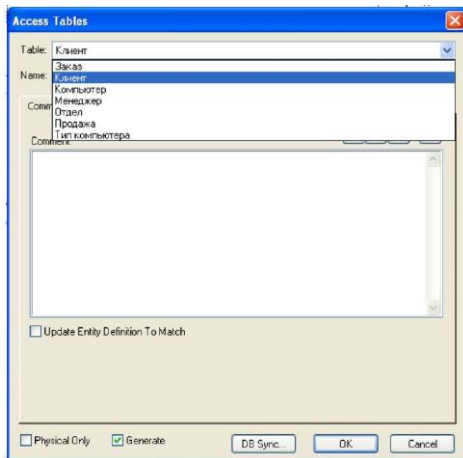 Access Tables
Table: Клиент
Заказ
Name: Клиент
Компьютер
Менеджер
Отдел
Продажа
Тип компьютера
Update Entity Definition To Match
Physical Only Generate DB Sync... OK Cancel